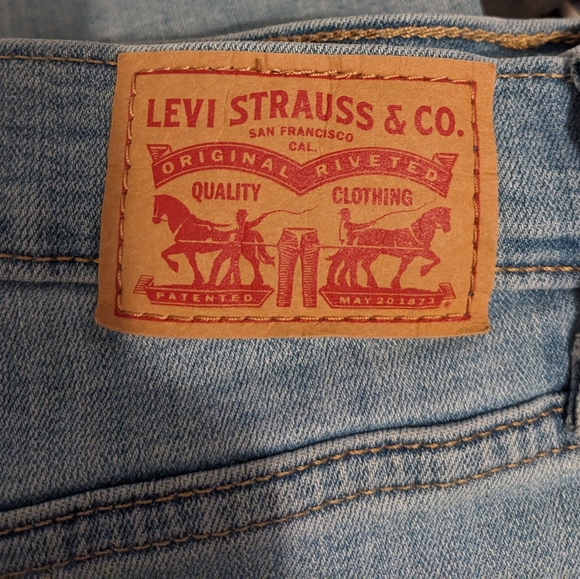 LEVI STRAUSS & CO.
SAN FRANCISCO
CAL.
ORIGINAL RIVETED
QUALITY CLOTHING
PATENTED MAY 20 1873